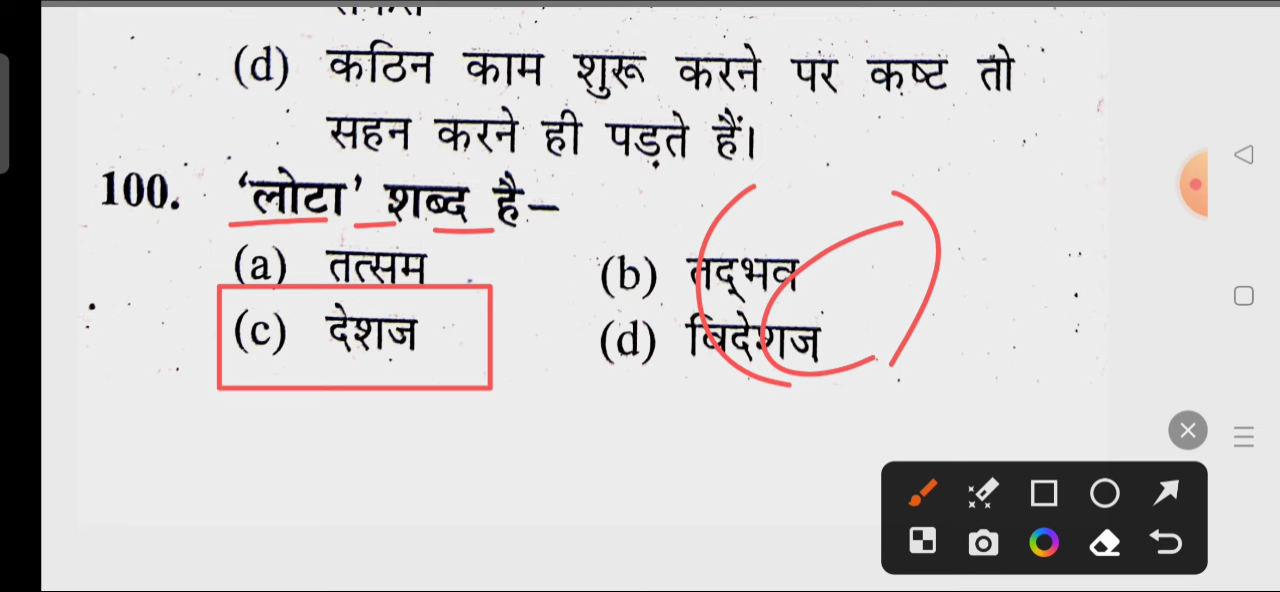 (d) कठिन काम शुरू करने पर कष्ट तो
सहन करने ही पड़ते हैं।
100. ‘लोटा’ शब्द है–
(a) तत्सम (b) तद्भव
(c) देशज (d) विदेशज
(C)